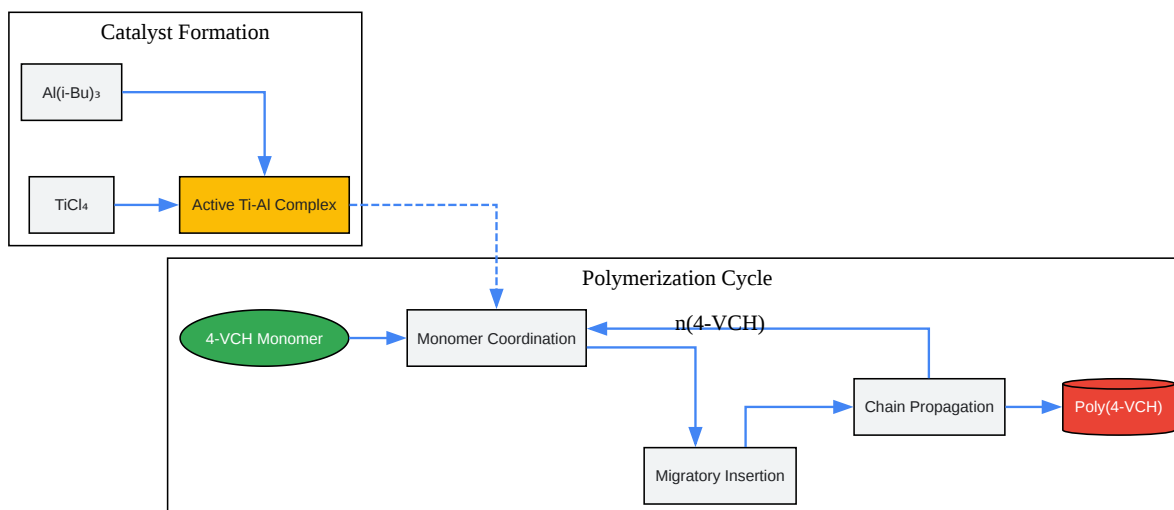 Catalyst Formation
Al(i-Bu)₃
TiCl₄
Active Ti-Al Complex
Polymerization Cycle
n(4-VCH)
4-VCH Monomer
Monomer Coordination
Chain Propagation
Poly(4-VCH)
Migratory Insertion